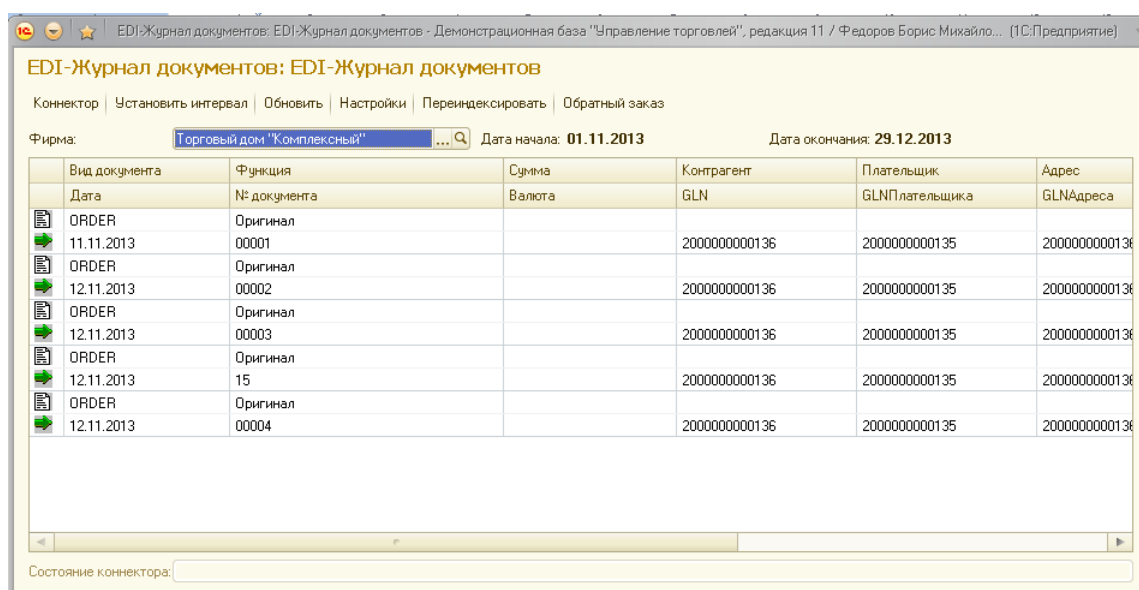 EDI-Журнал документов: EDI-Журнал документов - Демонстрационная база "Управление торговлей", редакция 11 / Федоров Борис Михайло... (1С:Предприятие)
EDI-Журнал документов: EDI-Журнал документов
Коннектор Установить интервал Обновить Настройки Переиндексировать Обратный заказ
Фирма: Торговый дом "Комплексный" ... Дата начала: 01.11.2013 Дата окончания: 29.12.2013
Вид документа Функция Сумма Контрагент Плательщик Адрес
Дата № документа Валюта GLN GLNПлательщика GLNАдреса
ORDER Оригинал
11.11.2013 00001 2000000000136 2000000000135 2000000000136
ORDER Оригинал
12.11.2013 00002 2000000000136 2000000000135 2000000000136
ORDER Оригинал
12.11.2013 00003 2000000000136 2000000000135 2000000000136
ORDER Оригинал
12.11.2013 15 2000000000136 2000000000135 2000000000136
ORDER Оригинал
12.11.2013 00004 2000000000136 2000000000135 2000000000136
Состояние коннектора: